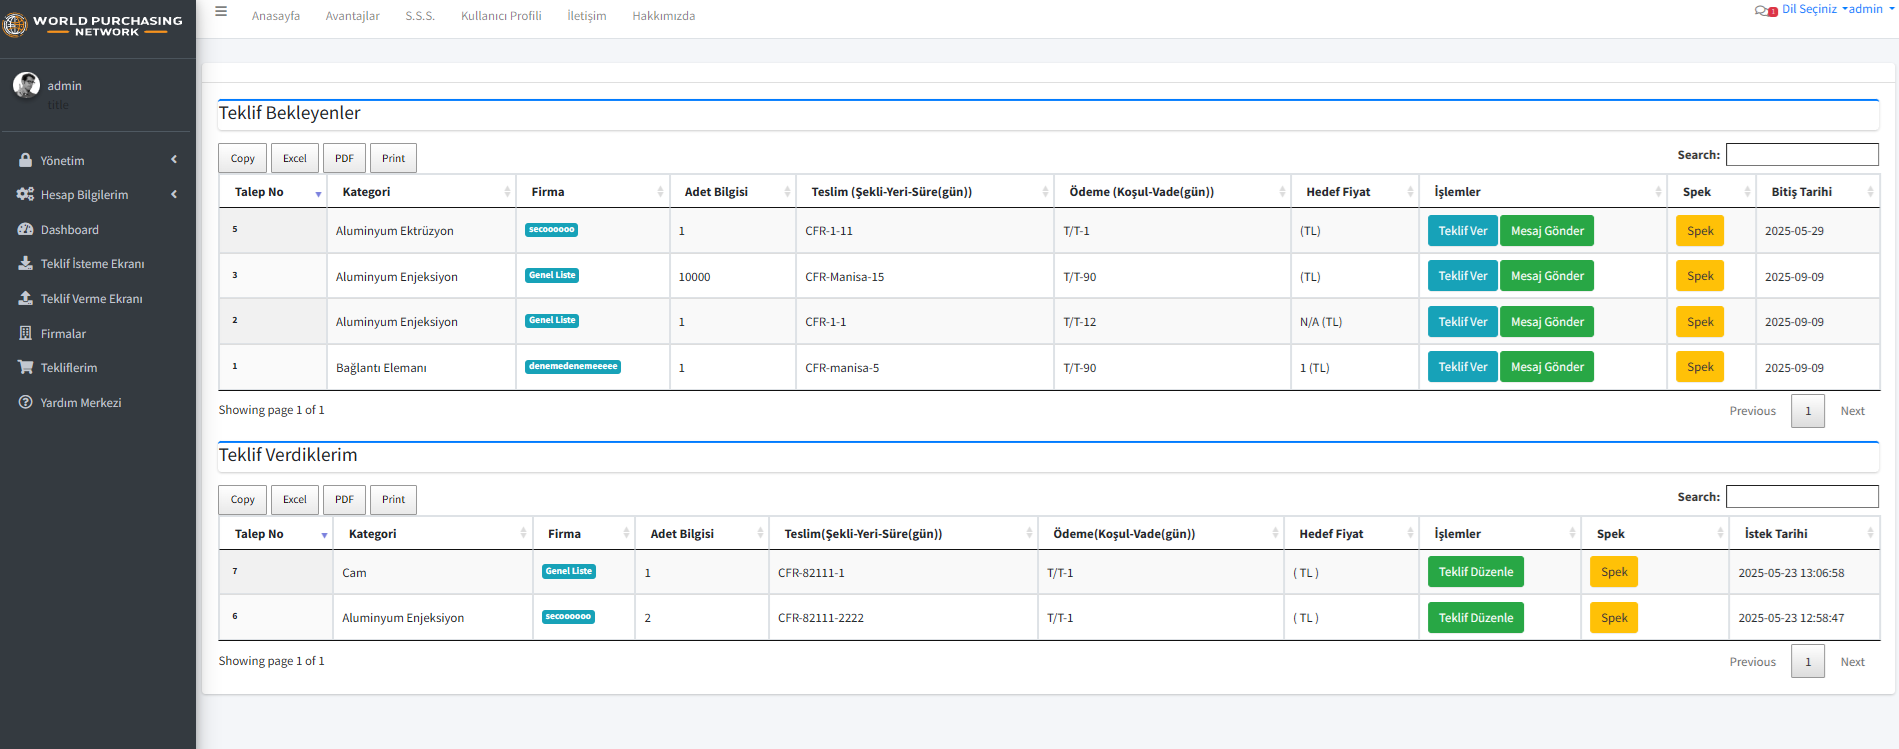 WORLD PURCHASING
NETWORK
admin
title
Yönetim
Hesap Bilgilerim
Dashboard
Teklif İsteme Ekranı
Teklif Verme Ekranı
Firmalar
Tekliflerim
Yardım Merkezi
Anasayfa Avantajlar S.S.S. Kullanıcı Profili İletişim Hakkımızda
1 Dil Seçiniz admin
Teklif Bekleyenler
Copy Excel PDF Print Search:
Talep No Kategori Firma Adet Bilgisi Teslim (Şekli-Yeri-Süre(gün)) Ödeme (Koşul-Vade(gün)) Hedef Fiyat İşlemler Spek Bitiş Tarihi
5 Aluminyum Ektrüzyon secoooooo 1 CFR-1-11 T/T-1 (TL) Teklif Ver Mesaj Gönder Spek 2025-05-29
3 Aluminyum Enjeksiyon Genel Liste 10000 CFR-Manisa-15 T/T-90 (TL) Teklif Ver Mesaj Gönder Spek 2025-09-09
2 Aluminyum Enjeksiyon Genel Liste 1 CFR-1-1 T/T-12 N/A (TL) Teklif Ver Mesaj Gönder Spek 2025-09-09
1 Bağlantı Elemanı denemedenemeeeee 1 CFR-manisa-5 T/T-90 1 (TL) Teklif Ver Mesaj Gönder Spek 2025-09-09
Showing page 1 of 1 Previous 1 Next
Teklif Verdiklerim
Copy Excel PDF Print Search:
Talep No Kategori Firma Adet Bilgisi Teslim(Şekli-Yeri-Süre(gün)) Ödeme(Koşul-Vade(gün)) Hedef Fiyat İşlemler Spek İstek Tarihi
7 Cam Genel Liste 1 CFR-82111-1 T/T-1 ( TL ) Teklif Düzenle Spek 2025-05-23 13:06:58
6 Aluminyum Enjeksiyon secoooooo 2 CFR-82111-2222 T/T-1 ( TL ) Teklif Düzenle Spek 2025-05-23 12:58:47
Showing page 1 of 1 Previous 1 Next